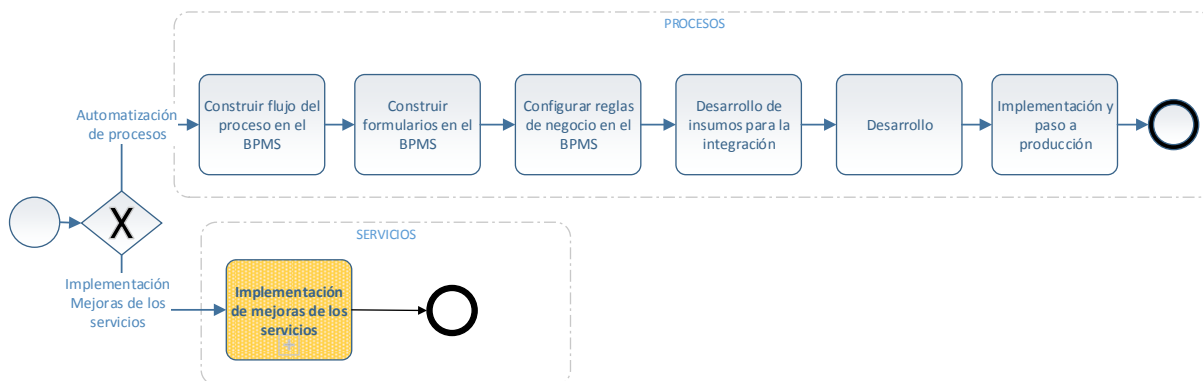 PROCESOS
Automatización
de procesos
Construir flujo del
proceso en el
BPMS
Construir
formularios en el
BPMS
Configurar reglas
de negocio en el
BPMS
Desarrollo de
insumos para la
integración
Desarrollo
Implementación y
paso a
producción
X
SERVICIOS
Implementación
Mejoras de los
servicios
Implementación
de mejoras de los
servicios
+